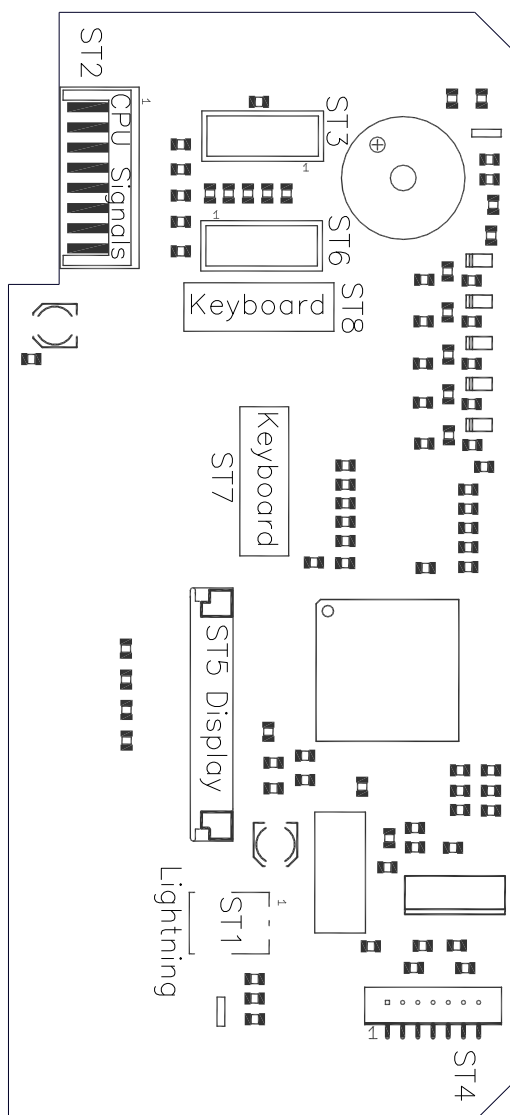 ST2
CPU Signals
1
ST3
1
1
ST6
Keyboard
ST8
Keyboard
ST7
ST5 Display
Lightning
ST1
1
1
ST4